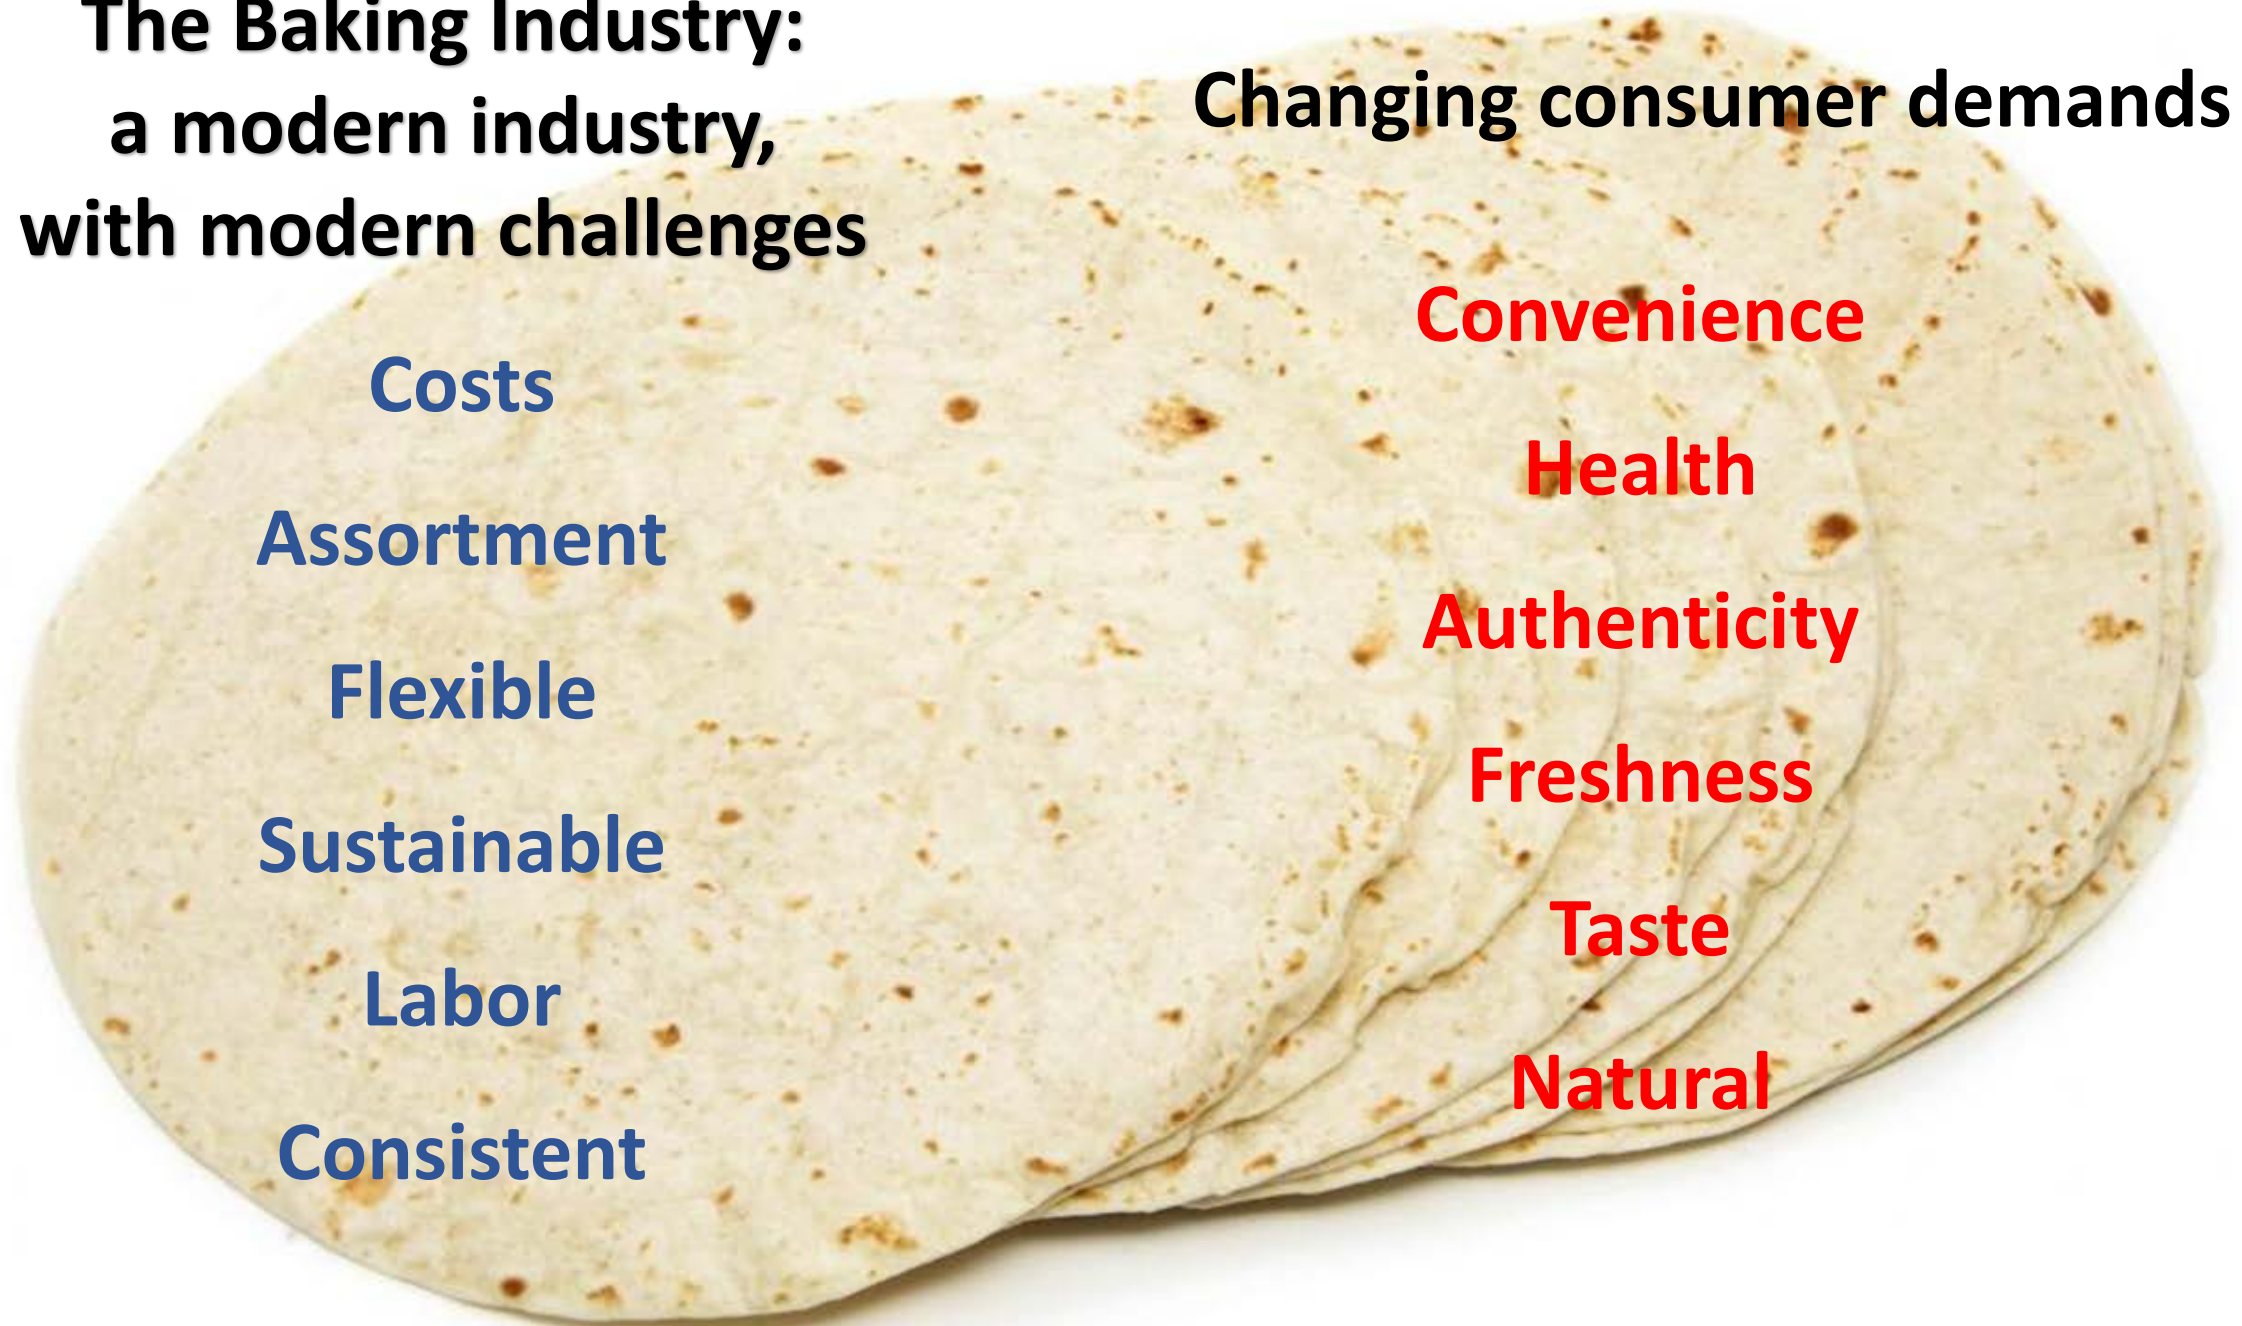 The Baking Industry:
a modern industry,
with modern challenges
Costs
Assortment
Flexible
Sustainable
Labor
Consistent
Changing consumer demands
Convenience
Health
Authenticity
Freshness
Taste
Natural